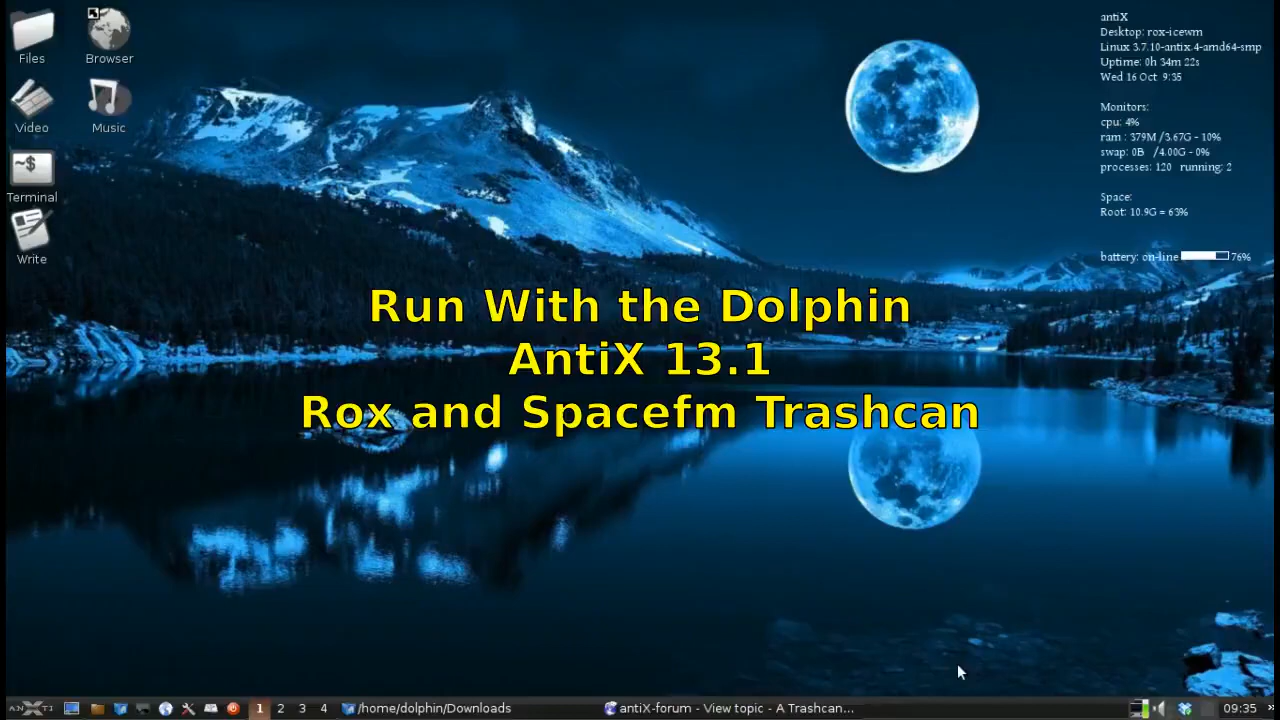 Files
Browser
Video
Music
~$
Terminal
Write
antiX
Desktop: rox-icewm
Linux 3.7.10-antix.4-amd64-smp
Uptime: 0h 34m 22s
Wed 16 Oct 9:35
Monitors:
cpu: 4%
ram : 379M /3.67G - 10%
swap: 0B /4.00G - 0%
processes: 120 running: 2
Space:
Root: 10.9G = 63%
battery: on-line 76%
Run With the Dolphin
AntiX 13.1
Rox and Spacefm Trashcan
ANTI 1 2 3 4 /home/dolphin/Downloads antiX-forum - View topic - A Trashcan... 09:35 »